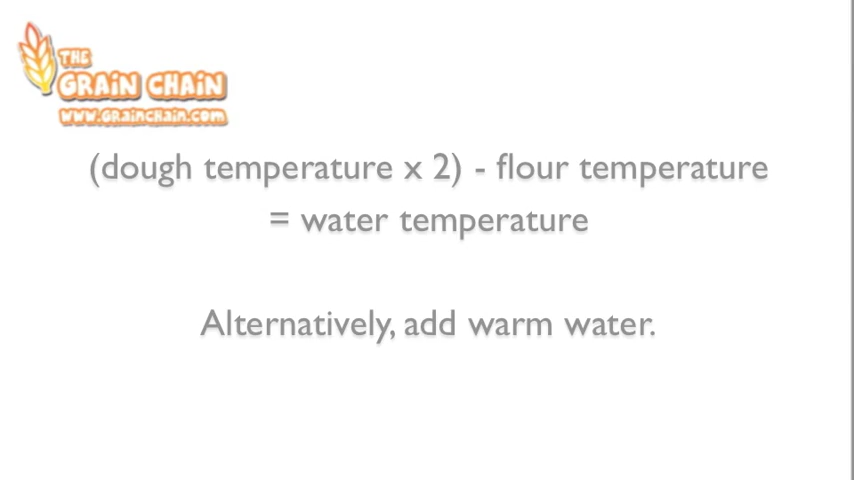 THE
GRAIN CHAIN
www.grainchain.com
(dough temperature x 2) - flour temperature
= water temperature
Alternatively, add warm water.